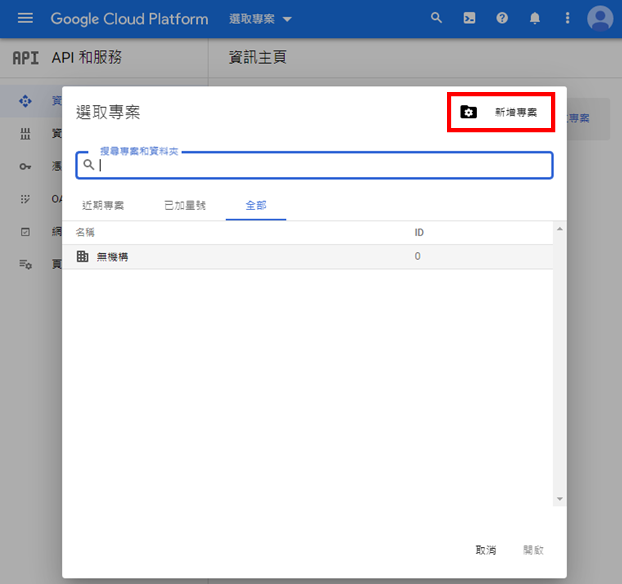 Google Cloud Platform 選取專案
API API 和服務 資訊主頁
選取專案
新增專案
搜尋專案和資料夾
近期專案 已加星號 全部
名稱 ID
無機構 0
取消 開啟
資
資
憑
OA
網
頁
專案